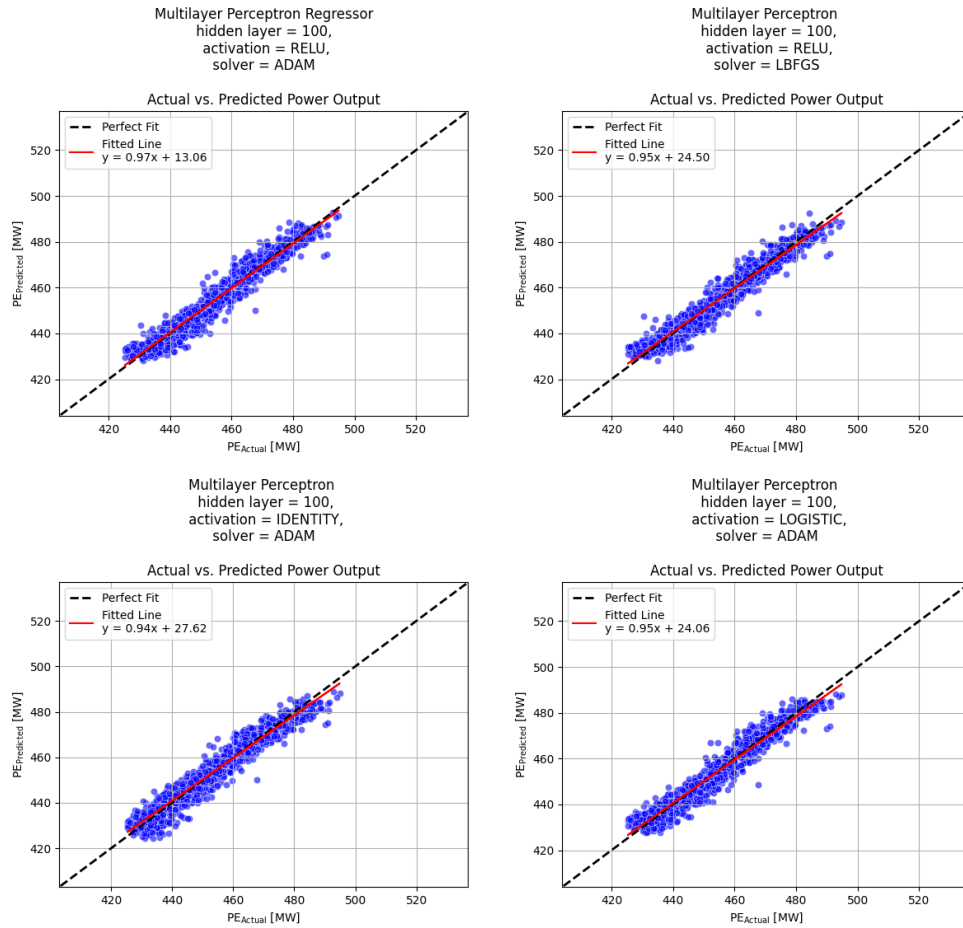 Multilayer Perceptron Regressor
hidden layer = 100,
activation = RELU,
solver = ADAM
Actual vs. Predicted Power Output
Perfect Fit
Fitted Line
y = 0.97x + 13.06
520
500
480
460
440
420
PE_Predicted [MW]
420 440 460 480 500 520
PE_Actual [MW]
Multilayer Perceptron
hidden layer = 100,
activation = RELU,
solver = LBFGS
Actual vs. Predicted Power Output
Perfect Fit
Fitted Line
y = 0.95x + 24.50
520
500
480
460
440
420
PE_Predicted [MW]
420 440 460 480 500 520
PE_Actual [MW]
Multilayer Perceptron
hidden layer = 100,
activation = IDENTITY,
solver = ADAM
Actual vs. Predicted Power Output
Perfect Fit
Fitted Line
y = 0.94x + 27.62
520
500
480
460
440
420
PE_Predicted [MW]
420 440 460 480 500 520
PE_Actual [MW]
Multilayer Perceptron
hidden layer = 100,
activation = LOGISTIC,
solver = ADAM
Actual vs. Predicted Power Output
Perfect Fit
Fitted Line
y = 0.95x + 24.06
520
500
480
460
440
420
PE_Predicted [MW]
420 440 460 480 500 520
PE_Actual [MW]